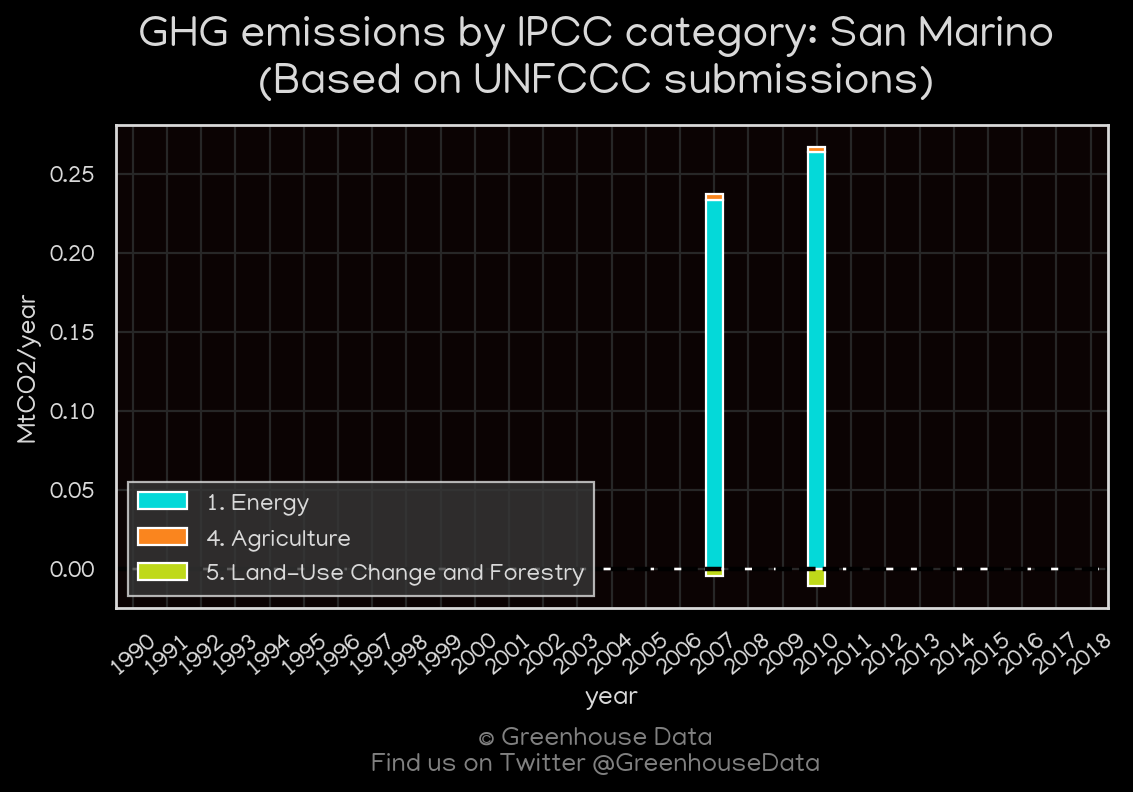 GHG emissions by IPCC category: San Marino
(Based on UNFCCC submissions)
MtCO2/year
0.25
0.20
0.15
0.10
0.05
0.00
1. Energy
4. Agriculture
5. Land-Use Change and Forestry
1990 1991 1992 1993 1994 1995 1996 1997 1998 1999 2000 2001 2002 2003 2004 2005 2006 2007 2008 2009 2010 2011 2012 2013 2014 2015 2016 2017 2018
year
© Greenhouse Data
Find us on Twitter @GreenhouseData